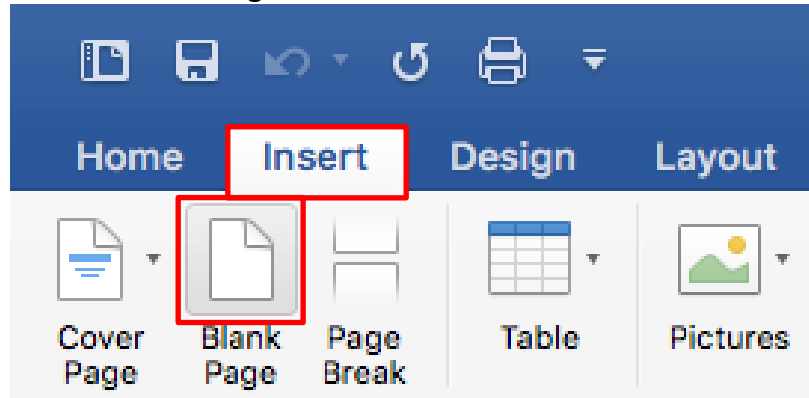 Home Insert Design Layout
Cover Blank Page Table Pictures
Page Page Break